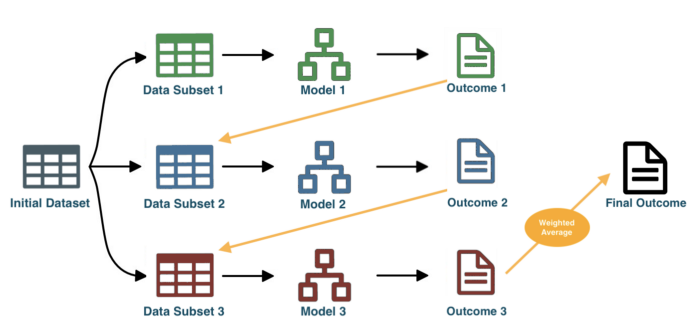 Data Subset 1
Model 1
Outcome 1
Initial Dataset
Data Subset 2
Model 2
Outcome 2
Final Outcome
Weighted
Average
Data Subset 3
Model 3
Outcome 3